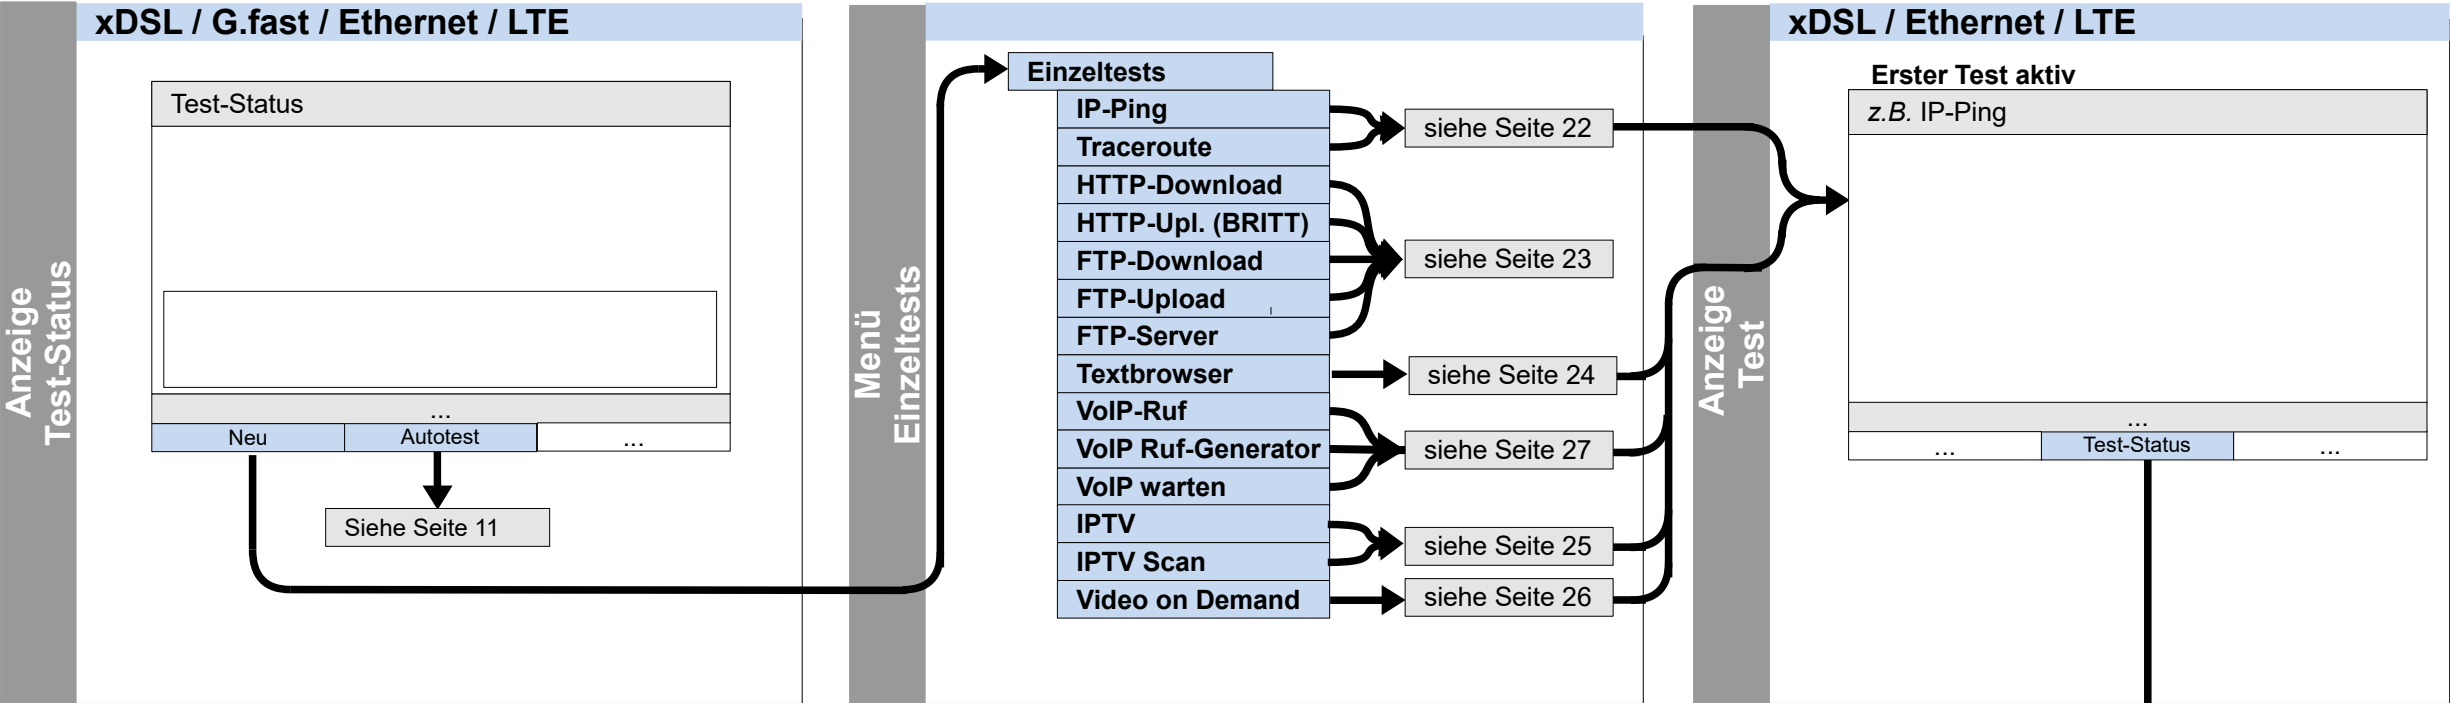 Anzeige
Test-Status
xDSL / G.fast / Ethernet / LTE
Test-Status
...
Neu
Autotest
...
Siehe Seite 11
Menü
Einzeltests
Einzeltests
IP-Ping
Traceroute
HTTP-Download
HTTP-Upl. (BRITT)
FTP-Download
FTP-Upload
FTP-Server
Textbrowser
VoIP-Ruf
VoIP Ruf-Generator
VoIP warten
IPTV
IPTV Scan
Video on Demand
siehe Seite 22
siehe Seite 23
siehe Seite 24
siehe Seite 27
siehe Seite 25
siehe Seite 26
Anzeige
Test
xDSL / Ethernet / LTE
Erster Test aktiv
z.B. IP-Ping
...
...
Test-Status
...